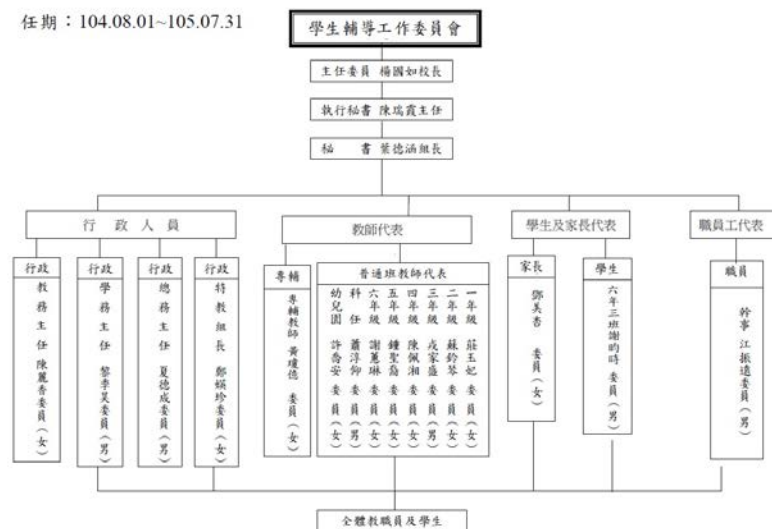 任期：104.08.01~105.07.31
學生輔導工作委員會
主任委員 楊國如校長
執行秘書 陳瑞霞主任
秘　書 葉德涵組長
行 政 人 員
教師代表
學生及家長代表
職員工代表
行政
教務主任 陳麗香委員（女）
行政
學務主任 黎季昊委員（男）
行政
總務主任 夏德成委員（男）
行政
特教組長 鄭媖珍委員（女）
專輔
專輔教師 黃瓊億 委員（女）
普通班教師代表
一年級 莊玉妃 委員（女）
二年級 蘇鈴琴 委員（女）
三年級 戎家盛 委員（男）
四年級 陳佩湘 委員（女）
五年級 鍾聖裔 委員（女）
六年級 謝蕙琳 委員（女）
科任 蕭淳仰 委員（男）
幼兒園 許喬安 委員（女）
家長
鄧美杏 委員（女）
學生
六年三班謝昀時 委員（男）
職員
幹事 江振遠委員（男）
全體教職員及學生